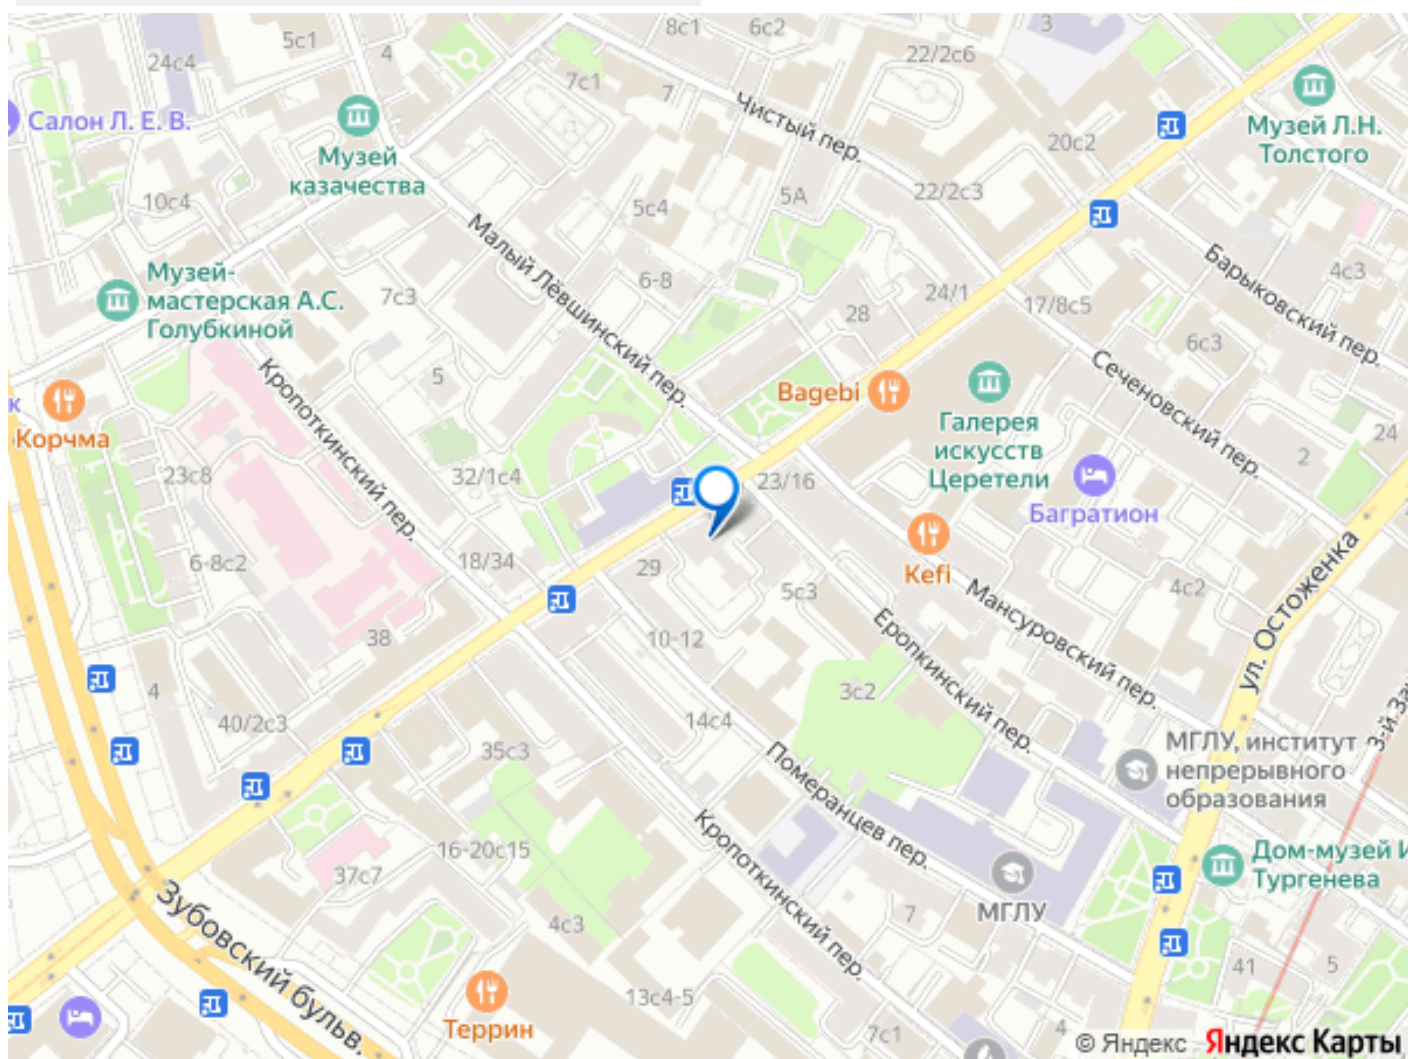 8с1
6с2
3
5с1
4
22/2с6
24с4
7с1
7
Чистый пер.
Салон Л. Е. В.
Музей
казачества
Музей Л.Н.
Толстого
20с2
10с4
5А
22/2с3
5с4
Малый Лёвшинский пер.
Барыковский пер.
4с3
Музей-
мастерская А.С.
Голубкиной
7с3
6-8
24/1
28
17/8с5
6с3
Сеченовский пер.
Кропоткинский пер.
5
Bagebi
Галерея
искусств
Церетели
к
Корчма
24
2
23с8
32/1с4
23/16
Багратион
6-8с2
18/34
29
Kefi
5с3
4с2
Мансуровский пер.
ул. Остоженка
Еропкинский пер.
38
10-12
4
3с2
40/2с3
14с4
35с3
Померанцев пер.
МГЛУ, институт
непрерывного
образования
3-й За
Кропоткинский пер.
16-20с15
37с7
Дом-музей И
Тургенева
Зубовский бульв.
МГЛУ
7
4с3
41
5
13с4-5
Террин
7с1
4
© Яндекс Яндекс Карты